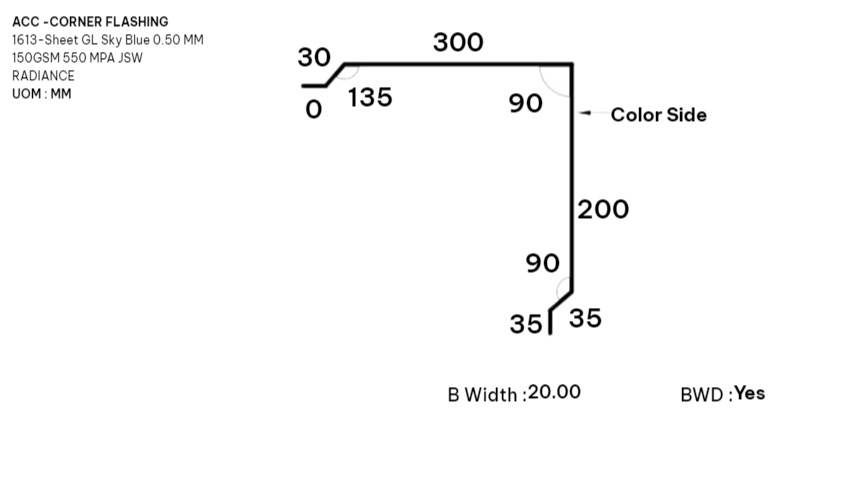 ACC -CORNER FLASHING
1613-Sheet GL Sky Blue 0.50 MM
150GSM 550 MPA JSW
RADIANCE
UOM : MM
300
30
0
135
90
Color Side
200
90
35
35
B Width :20.00
BWD :Yes